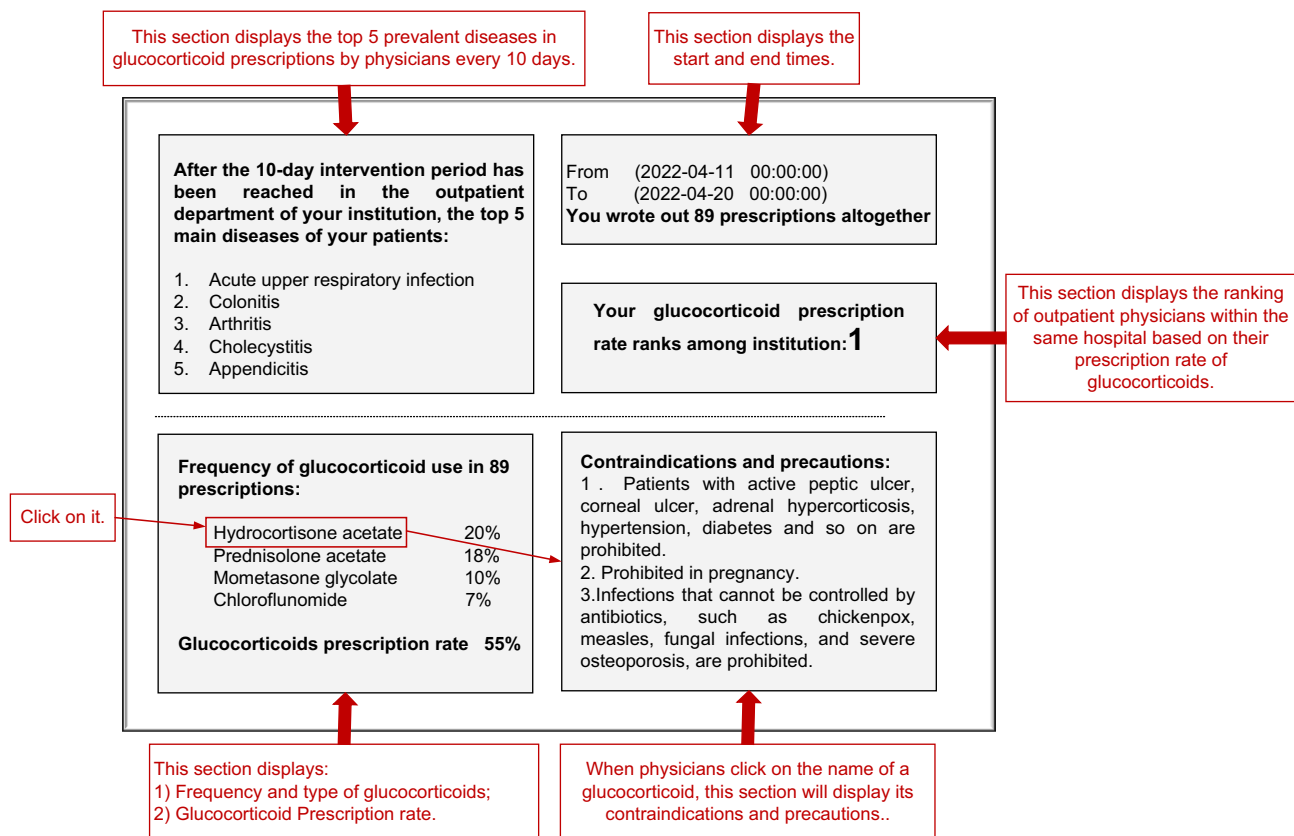 This section displays the top 5 prevalent diseases in
glucocorticoid prescriptions by physicians every 10 days.
This section displays the
start and end times.
After the 10-day intervention period has
been reached in the outpatient
department of your institution, the top 5
main diseases of your patients:
1. Acute upper respiratory infection
2. Colonitis
3. Arthritis
4. Cholecystitis
5. Appendicitis
From (2022-04-11 00:00:00)
To (2022-04-20 00:00:00)
You wrote out 89 prescriptions altogether
Your glucocorticoid prescription
rate ranks among institution:1
This section displays the ranking
of outpatient physicians within the
same hospital based on their
prescription rate of
glucocorticoids.
Click on it.
Frequency of glucocorticoid use in 89
prescriptions:
Hydrocortisone acetate 20%
Prednisolone acetate 18%
Mometasone glycolate 10%
Chloroflunomide 7%
Glucocorticoids prescription rate 55%
Contraindications and precautions:
1 . Patients with active peptic ulcer,
corneal ulcer, adrenal hypercorticosis,
hypertension, diabetes and so on are
prohibited.
2. Prohibited in pregnancy.
3.Infections that cannot be controlled by
antibiotics, such as chickenpox,
measles, fungal infections, and severe
osteoporosis, are prohibited.
This section displays:
1) Frequency and type of glucocorticoids;
2) Glucocorticoid Prescription rate.
When physicians click on the name of a
glucocorticoid, this section will display its
contraindications and precautions..